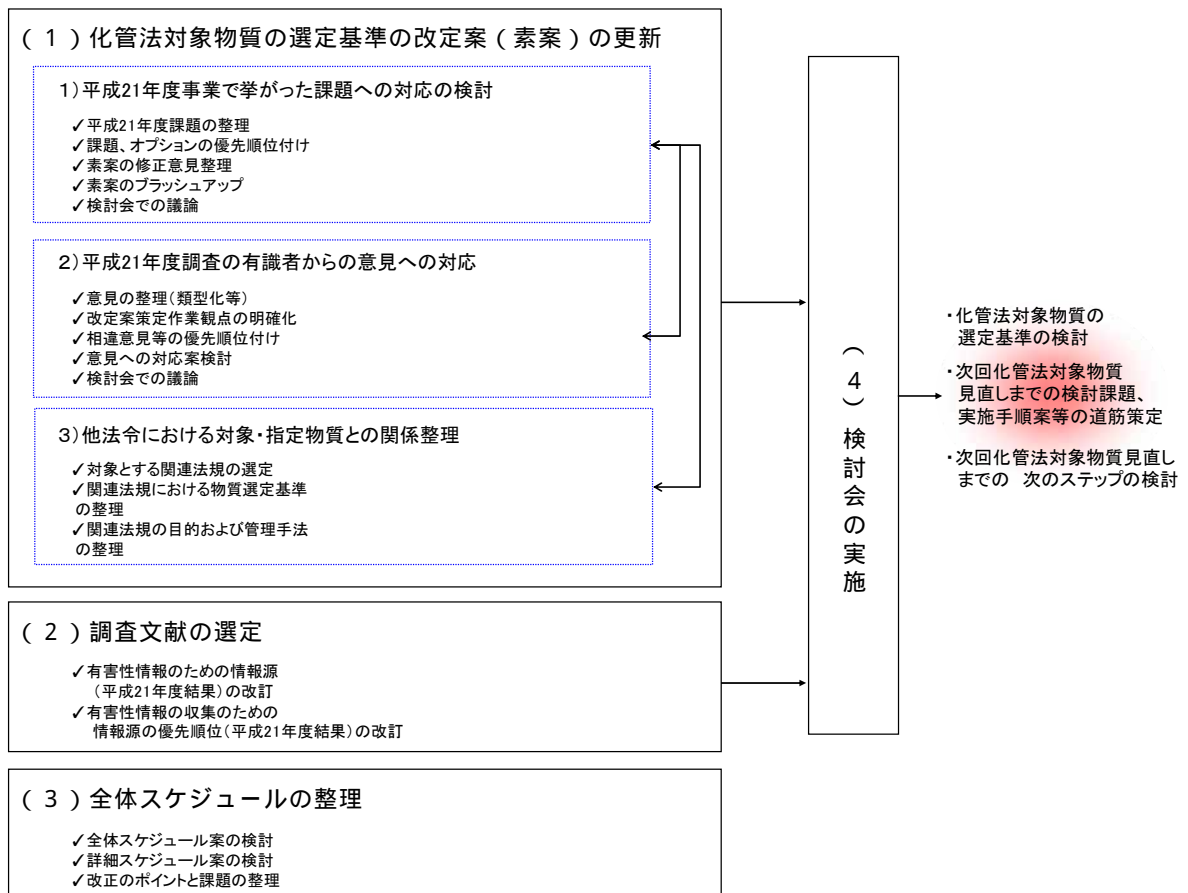 (1)化管法対象物質の選定基準の改定案(素案)の更新
1)平成21年度事業で挙がった課題への対応の検討
✓平成21年度課題の整理
✓課題、オプションの優先順位付け
✓素案の修正意見整理
✓素案のブラッシュアップ
✓検討会での議論
2)平成21年度調査の有識者からの意見への対応
✓意見の整理(類型化等)
✓改定案策定作業観点の明確化
✓相違意見等の優先順位付け
✓意見への対応案検討
✓検討会での議論
3)他法令における対象・指定物質との関係整理
✓対象とする関連法規の選定
✓関連法規における物質選定基準
の整理
✓関連法規の目的および管理手法
の整理
(2)調査文献の選定
✓有害性情報のための情報源
(平成21年度結果)の改訂
✓有害性情報の収集のための
情報源の優先順位(平成21年度結果)の改訂
(3)全体スケジュールの整理
✓全体スケジュール案の検討
✓詳細スケジュール案の検討
✓改正のポイントと課題の整理
(4)検討会の実施
・化管法対象物質の
選定基準の検討
・次回化管法対象物質
見直しまでの検討課題、
実施手順案等の道筋策定
・次回化管法対象物質見直し
までの 次のステップの検討